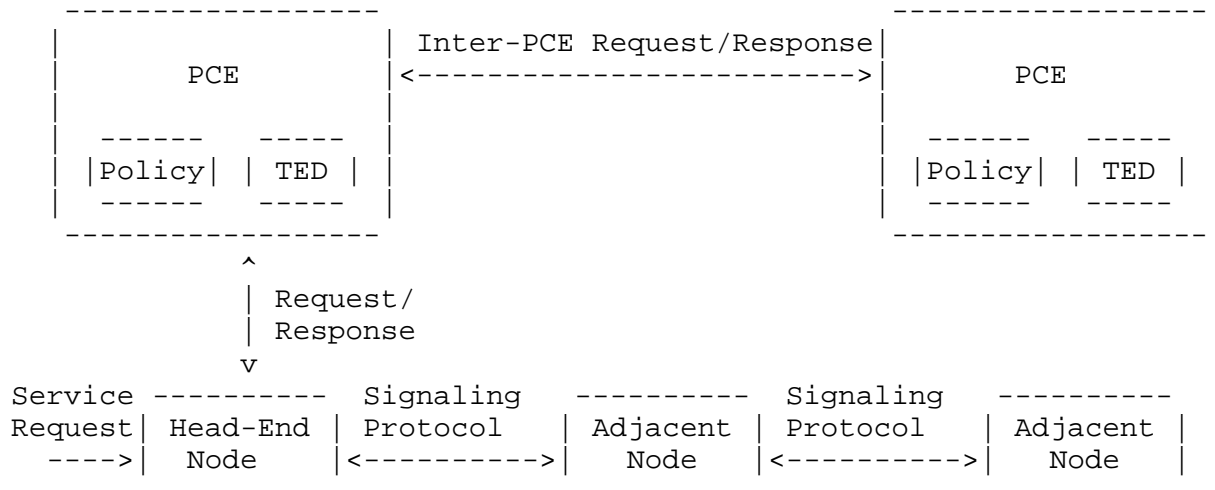 Inter-PCE Request/Response
PCE PCE
Policy TED Policy TED
Request/
Response
Service Signaling Signaling
Request Head-End Protocol Adjacent Protocol Adjacent
Node Node Node